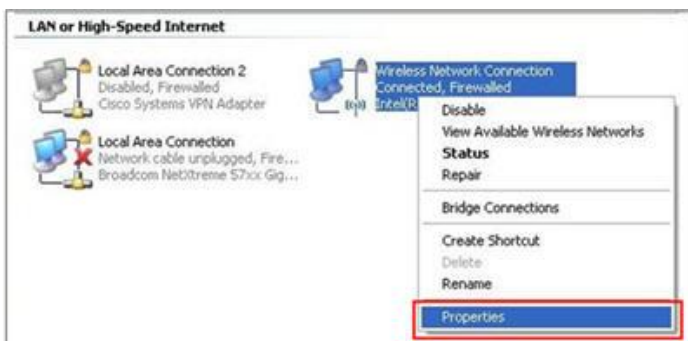 LAN or High-Speed Internet
Local Area Connection 2
Disabled, Firewalled
Cisco Systems VPN Adapter
Wireless Network Connection
Connected, Firewalled
Intel(R
Local Area Connection
Network cable unplugged, Fire...
Broadcom NetXtreme 57xx Gig...
Disable
View Available Wireless Networks
Status
Repair
Bridge Connections
Create Shortcut
Delete
Rename
Properties